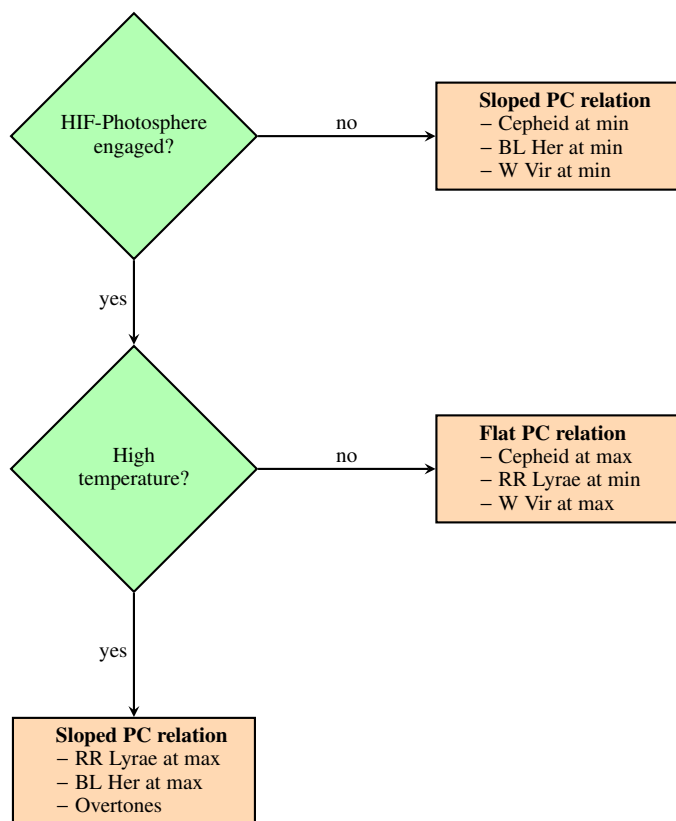 HIF-Photosphere
engaged?
no
Sloped PC relation
– Cepheid at min
– BL Her at min
– W Vir at min
yes
High
temperature?
no
Flat PC relation
– Cepheid at max
– RR Lyrae at min
– W Vir at max
yes
Sloped PC relation
– RR Lyrae at max
– BL Her at max
– Overtones